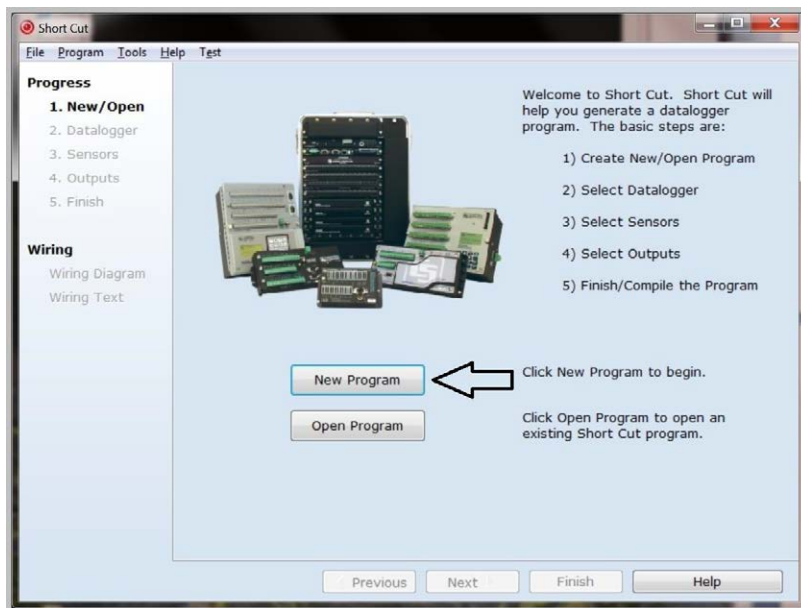 Short Cut
File Program Tools Help Test
Progress
1. New/Open
2. Datalogger
3. Sensors
4. Outputs
5. Finish
Wiring
Wiring Diagram
Wiring Text
Welcome to Short Cut. Short Cut will
help you generate a datalogger
program. The basic steps are:
1) Create New/Open Program
2) Select Datalogger
3) Select Sensors
4) Select Outputs
5) Finish/Compile the Program
New Program
Click New Program to begin.
Open Program
Click Open Program to open an
existing Short Cut program.
Previous Next Finish Help